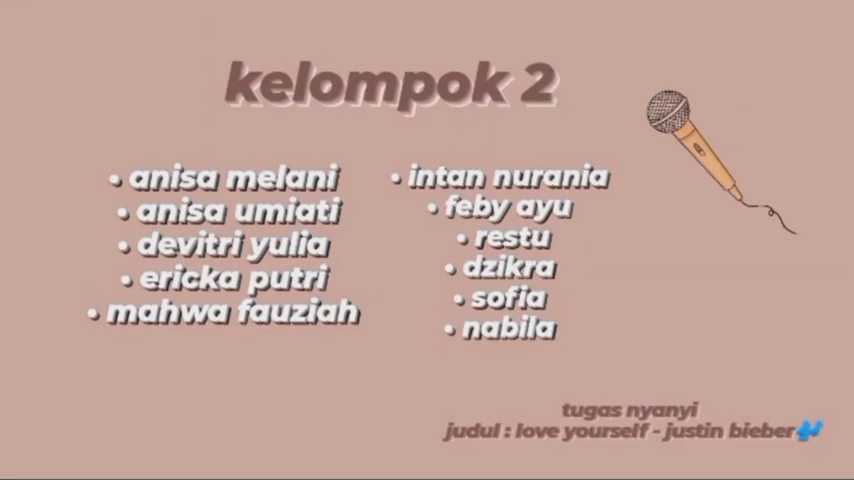 kelompok 2
• anisa melani
• anisa umiati
• devitri yulia
• ericka putri
• mahwa fauziah
• intan nurania
• feby ayu
• restu
• dzikra
• sofia
• nabila
tugas nyanyi
judul : love yourself - justin bieber